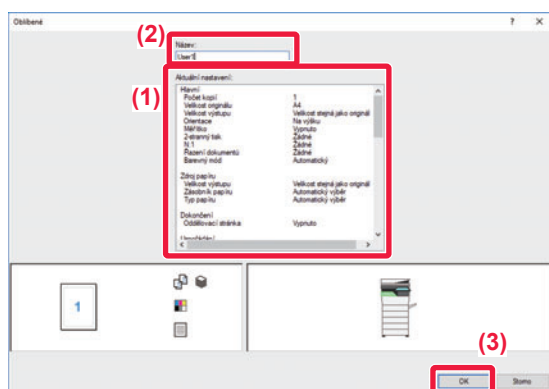 Oblíbené ? X
(2)
Název:
User1
(1)
Aktuální nastavení:
Hlavní
Počet kopií 1
Velikost originálu A4
Velikost výstupu Velikost stejná jako originál
Orientace Na výšku
Měřítko Vypnuto
2-stranný tisk Žádné
N:1 Žádné
Řazení dokumentů Žádné
Barevný mód Automatický
Zdroj papíru
Velikost výstupu Velikost stejná jako originál
Zásobník papíru Automatický výběr
Typ papíru Automatický výběr
Dokončení
Oddělovací stránka Vypnuto
1
(3)
OK Storno